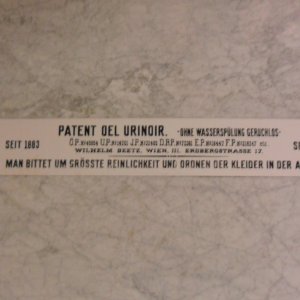 PATENT OEL URINOIR. -OHNE WASSERSPÜLUNG GERUCHLOS-
SEIT 1883
WILHELM BEETZ, WIEN, III. ERDBERGSTRASSE 17.
MAN BITTET UM GRÖSSTE REINLICHKEIT UND ORDNEN DER KLEIDER IN DER A